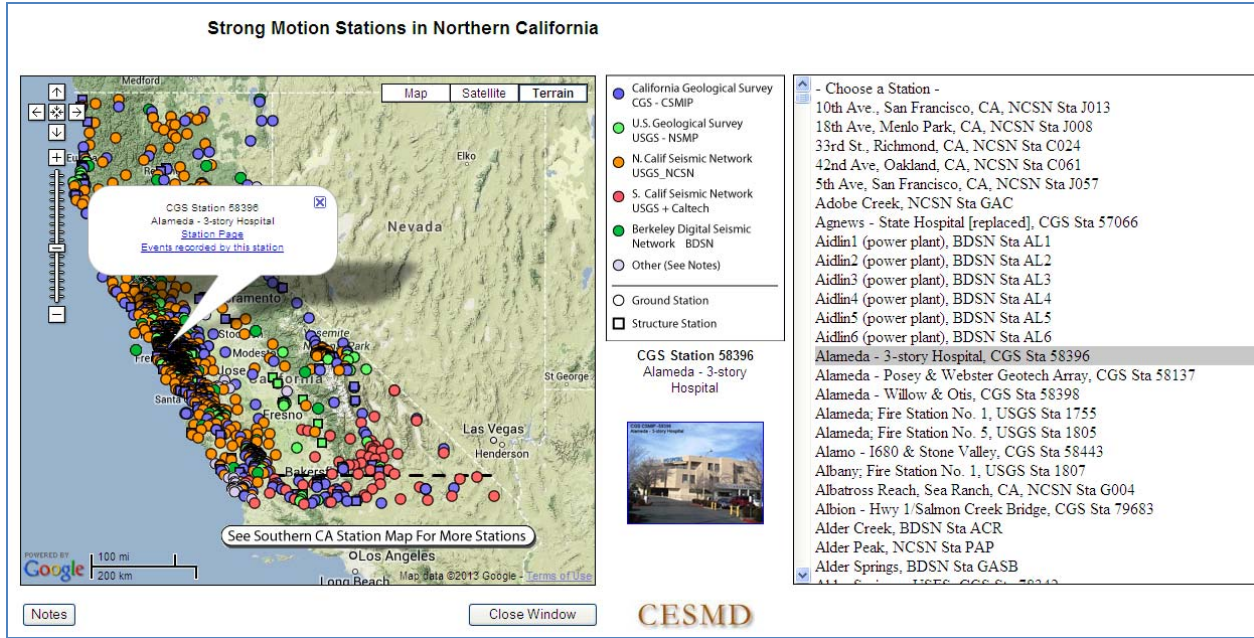 Strong Motion Stations in Northern California
Medford
Map
Satellite
Terrain
Elko
Nevada
CGS Station 58396
Alameda - 3-story Hospital
Station Page
Events recorded by this station
Yosemite
Modesto
Fresno
St George
Las Vegas
Henderson
See Southern CA Station Map For More Stations
Los Angeles
Long Beach
POWERED BY
Google
100 mi
200 km
Map data ©2013 Google - Terms of Use
Notes
Close Window
California Geological Survey
CGS - CSMIP
U.S. Geological Survey
USGS - NSMP
N. Calif Seismic Network
USGS_NCSN
S. Calif Seismic Network
USGS + Caltech
Berkeley Digital Seismic
Network BDSN
Other (See Notes)
Ground Station
Structure Station
CGS Station 58396
Alameda - 3-story
Hospital
CESMD
- Choose a Station -
10th Ave., San Francisco, CA, NCSN Sta J013
18th Ave, Menlo Park, CA, NCSN Sta J008
33rd St., Richmond, CA, NCSN Sta C024
42nd Ave, Oakland, CA, NCSN Sta C061
5th Ave, San Francisco, CA, NCSN Sta J057
Adobe Creek, NCSN Sta GAC
Agnews - State Hospital [replaced], CGS Sta 57066
Aidlin1 (power plant), BDSN Sta AL1
Aidlin2 (power plant), BDSN Sta AL2
Aidlin3 (power plant), BDSN Sta AL3
Aidlin4 (power plant), BDSN Sta AL4
Aidlin5 (power plant), BDSN Sta AL5
Aidlin6 (power plant), BDSN Sta AL6
Alameda - 3-story Hospital, CGS Sta 58396
Alameda - Posey & Webster Geotech Array, CGS Sta 58137
Alameda - Willow & Otis, CGS Sta 58398
Alameda; Fire Station No. 1, USGS Sta 1755
Alameda; Fire Station No. 5, USGS Sta 1805
Alamo - I680 & Stone Valley, CGS Sta 58443
Albany; Fire Station No. 1, USGS Sta 1807
Albatross Reach, Sea Ranch, CA, NCSN Sta G004
Albion - Hwy 1/Salmon Creek Bridge, CGS Sta 79683
Alder Creek, BDSN Sta ACR
Alder Peak, NCSN Sta PAP
Alder Springs, BDSN Sta GASB